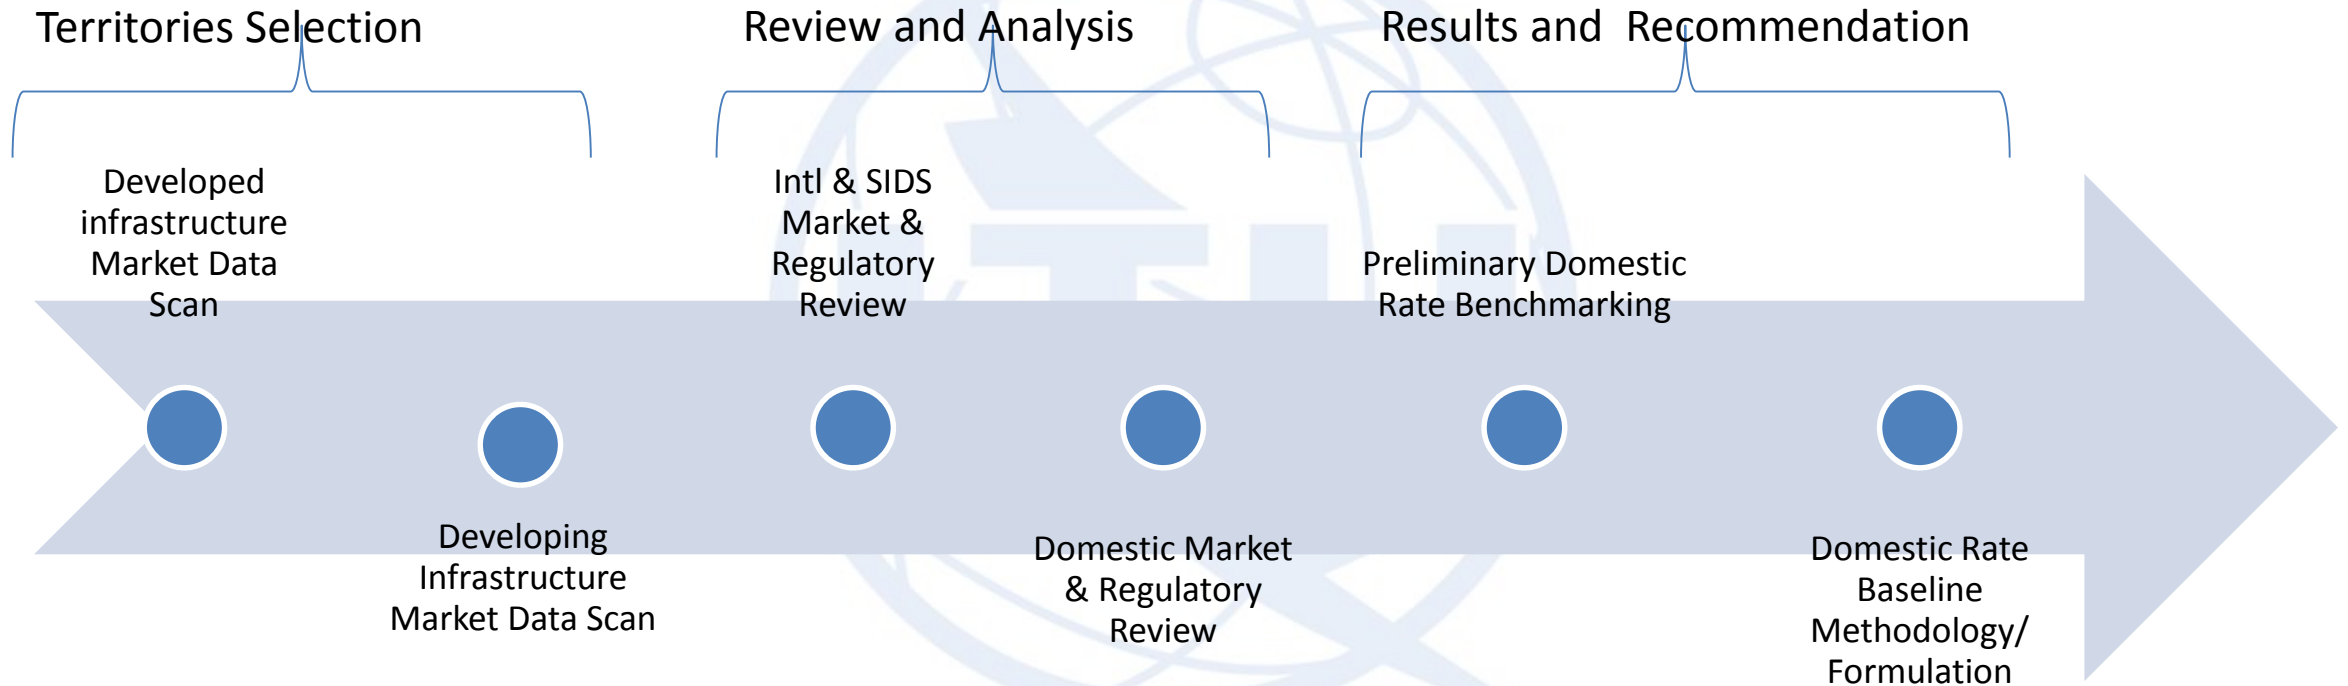 Territories Selection
Review and Analysis
Results and  Recommendation
Developed
infrastructure
Market Data
Scan
Developing
Infrastructure
Market Data Scan
Intl & SIDS
Market &
Regulatory
Review
Domestic Market
& Regulatory
Review
Preliminary Domestic
Rate Benchmarking
Domestic Rate
Baseline
Methodology/
Formulation
ITU